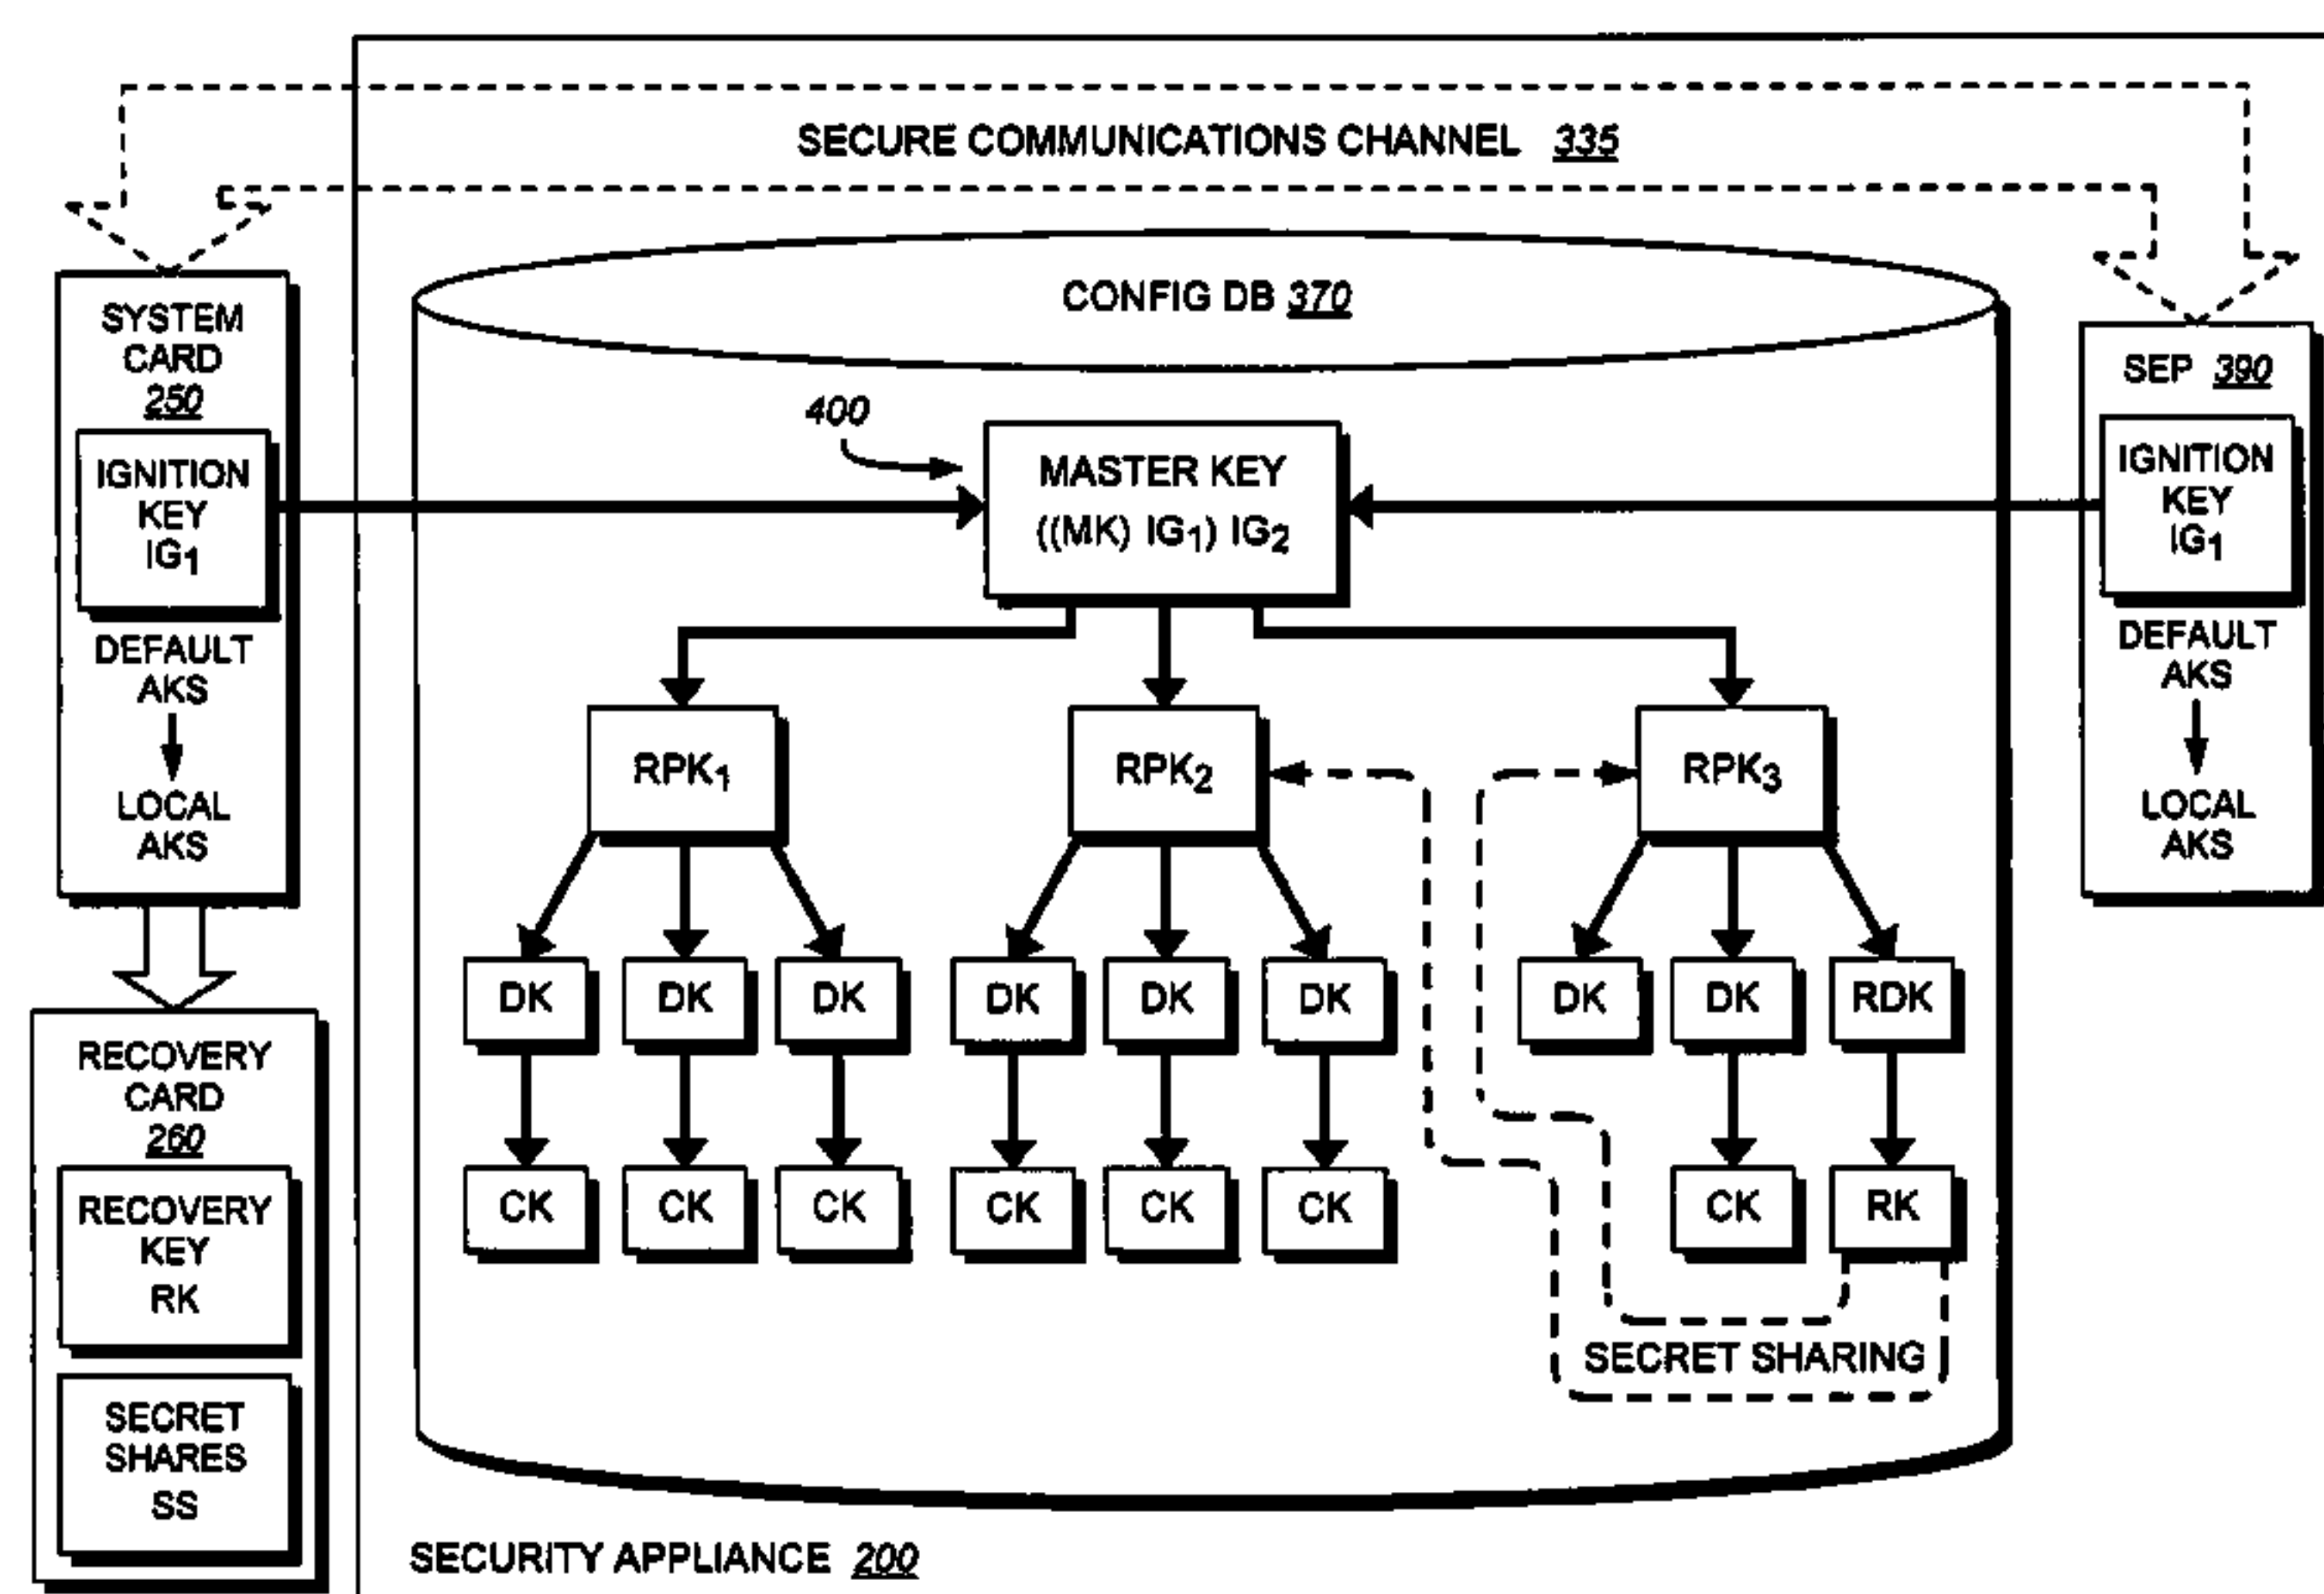 SECURE COMMUNICATIONS CHANNEL 335
CONFIG DB 370
SYSTEM
CARD
250
IGNITION
KEY
IG1
DEFAULT
AKS
LOCAL
AKS
400
MASTER KEY
((MK) IG1) IG2
SEP 390
IGNITION
KEY
IG1
DEFAULT
AKS
LOCAL
AKS
RPK1 RPK2 RPK3
DK DK DK DK DK DK DK DK RDK
CK CK CK CK CK CK CK RK
RECOVERY
CARD
260
RECOVERY
KEY
RK
SECRET
SHARES
SS
SECRET SHARING
SECURITY APPLIANCE 200